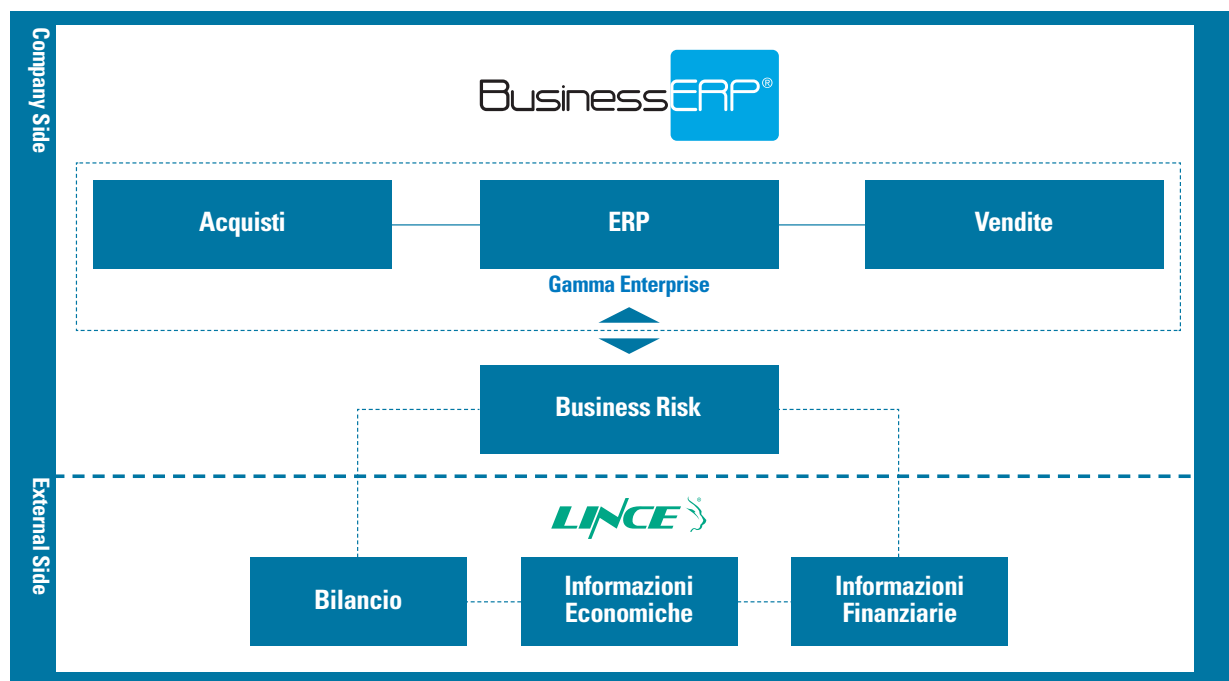 Company Side
BusinessERP®
Acquisti
ERP
Vendite
Gamma Enterprise
Business Risk
External Side
LINCE®
Bilancio
Informazioni
Economiche
Informazioni
Finanziarie